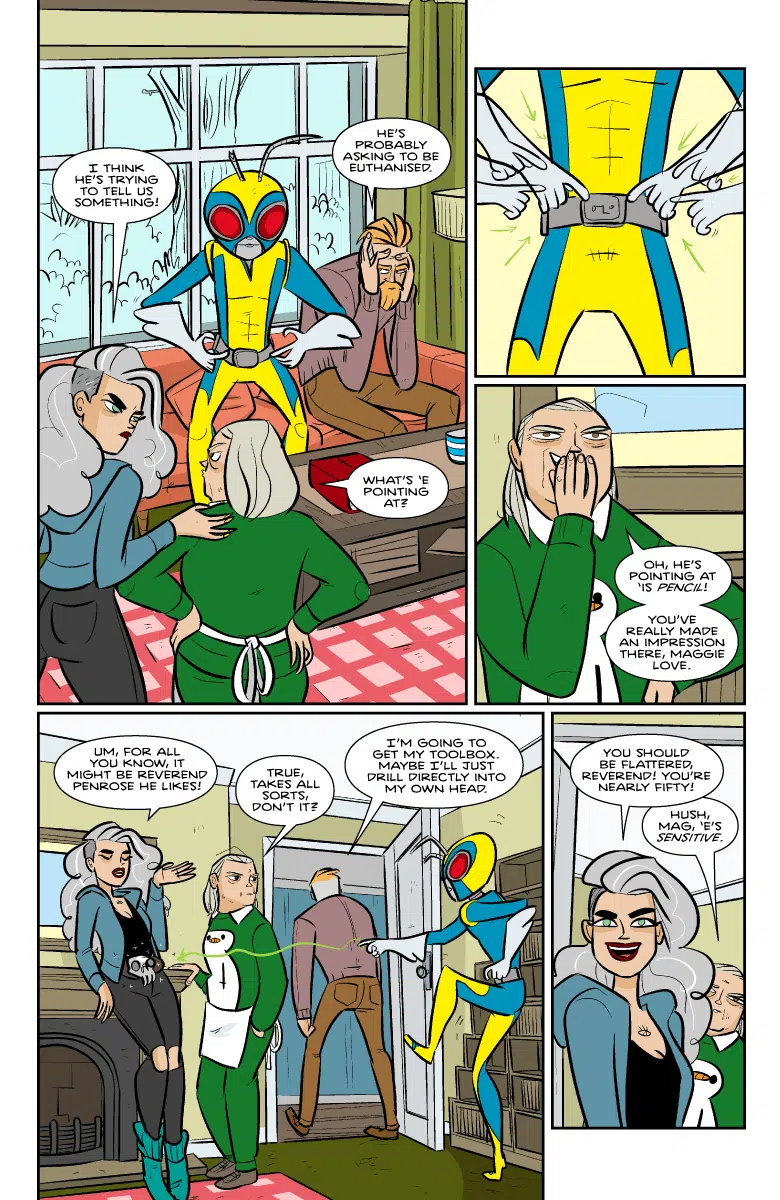 I THINK
HE'S TRYING
TO TELL US
SOMETHING!
HE'S
PROBABLY
ASKING TO BE
EUTHANISED.
WHAT'S 'E
POINTING
AT?
OH, HE'S
POINTING AT
'IS PENCIL!
YOU'VE
REALLY MADE
AN IMPRESSION
THERE, MAGGIE
LOVE.
UM, FOR ALL
YOU KNOW, IT
MIGHT BE REVEREND
PENROSE HE LIKES!
TRUE,
TAKES ALL
SORTS,
DON'T IT?
I'M GOING TO
GET MY TOOLBOX.
MAYBE I'LL JUST
DRILL DIRECTLY INTO
MY OWN HEAD.
YOU SHOULD
BE FLATTERED,
REVEREND! YOU'RE
NEARLY FIFTY!
HUSH,
MAG, 'E'S
SENSITIVE.